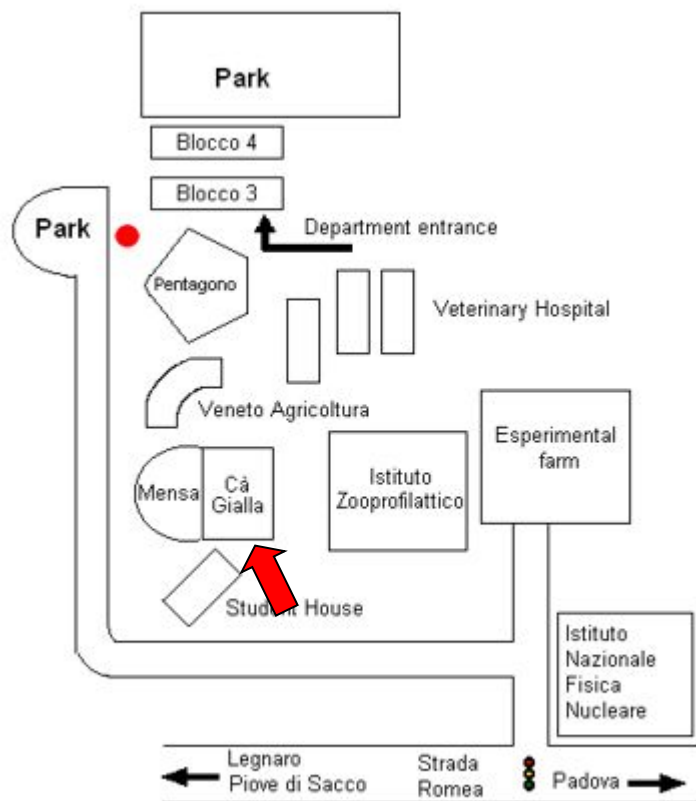 Park
Blocco 4
Blocco 3
Park
Department entrance
Pentagono
Veterinary Hospital
Veneto Agricoltura
Esperimental
farm
Mensa
Cà
Gialla
Istituto
Zooprofilattico
Student House
Istituto
Nazionale
Fisica
Nucleare
Legnaro
Piove di Sacco
Strada
Romea
Padova